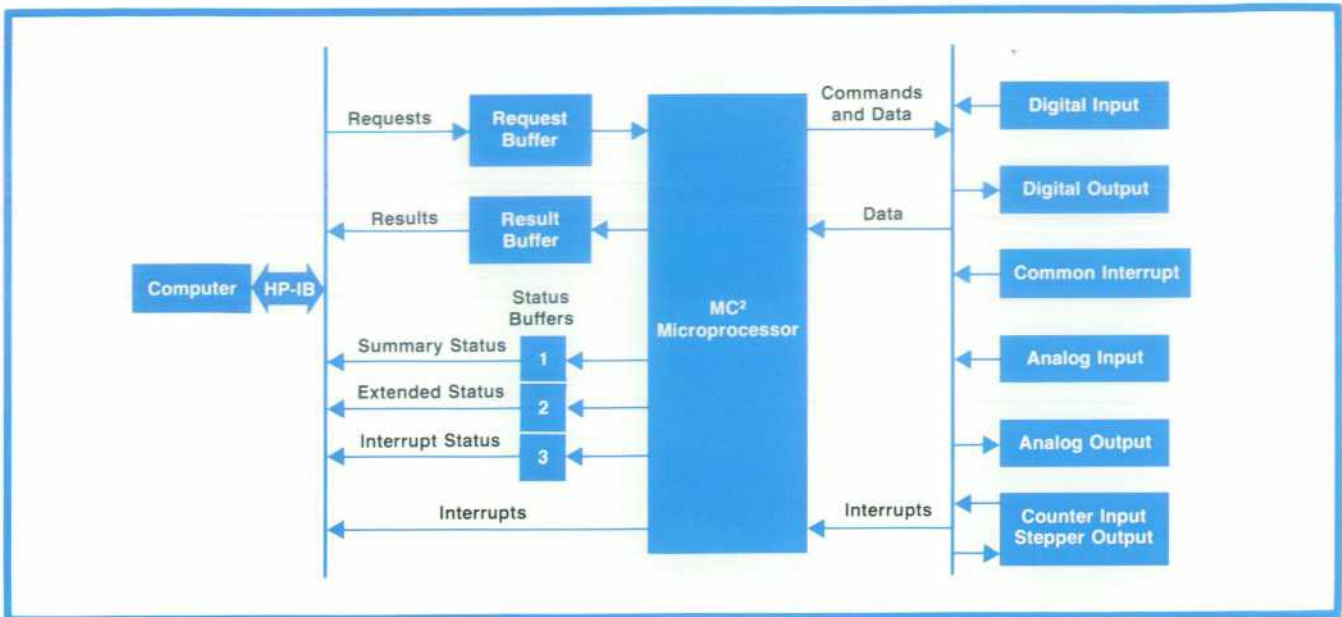 Computer
HP-IB
Requests
Request
Buffer
Results
Result
Buffer
Status
Buffers
Summary Status
1
Extended Status
2
Interrupt Status
3
Interrupts
MC²
Microprocessor
Commands
and Data
Data
Interrupts
Digital Input
Digital Output
Common Interrupt
Analog Input
Analog Output
Counter Input
Stepper Output